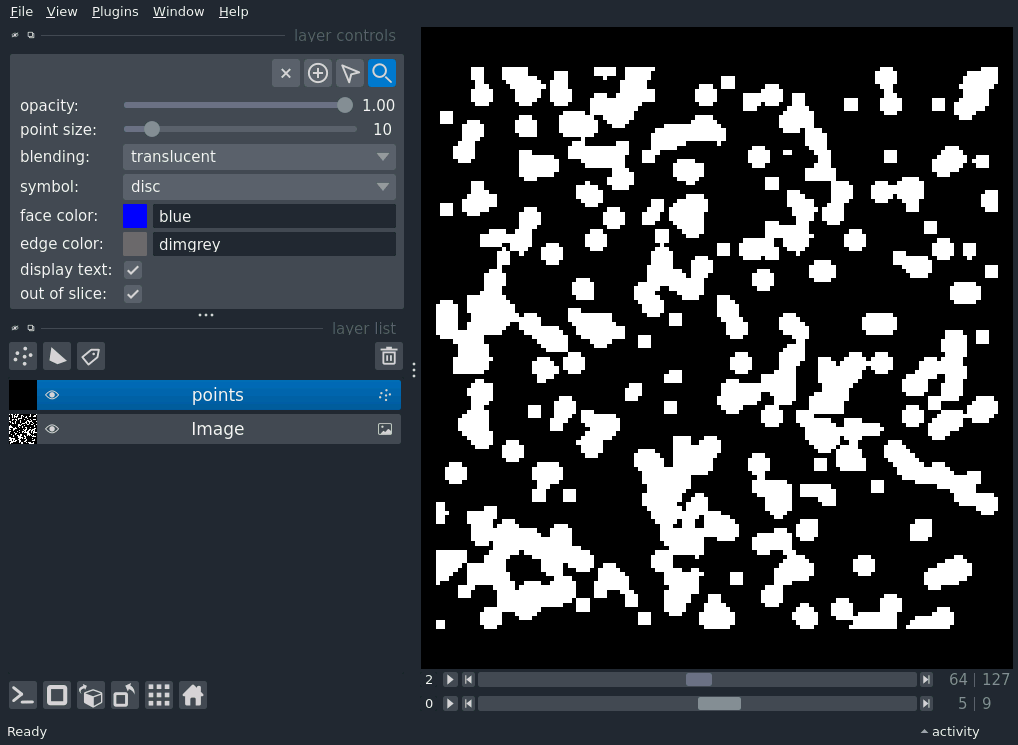 File View Plugins Window Help
layer controls
opacity: 1.00
point size: 10
blending: translucent
symbol: disc
face color: blue
edge color: dimgrey
display text:
out of slice:
layer list
points
Image
2 64 | 127
0 5 | 9
Ready activity